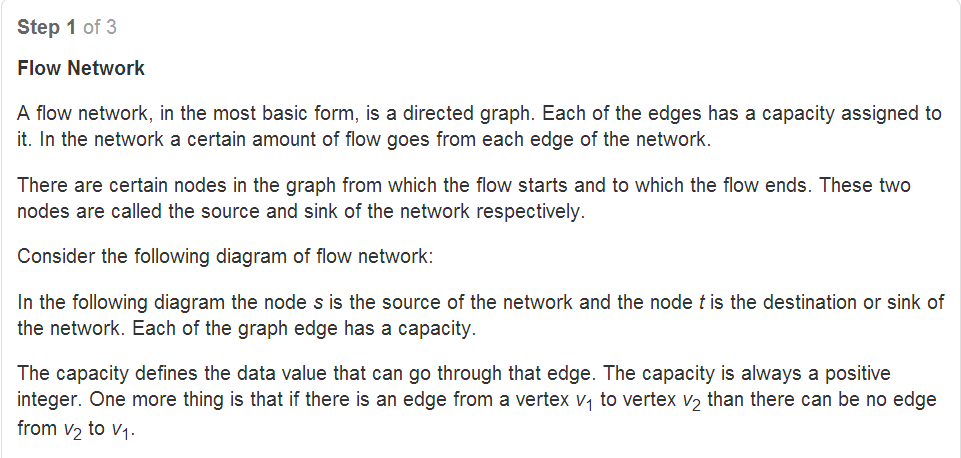 Step 1 of 3
Flow Network
A flow network, in the most basic form, is a directed graph. Each of the edges has a capacity assigned to
it. In the network a certain amount of flow goes from each edge of the network.
There are certain nodes in the graph from which the flow starts and to which the flow ends. These two
nodes are called the source and sink of the network respectively.
Consider the following diagram of flow network:
In the following diagram the node s is the source of the network and the node t is the destination or sink of
the network. Each of the graph edge has a capacity.
The capacity defines the data value that can go through that edge. The capacity is always a positive
integer. One more thing is that if there is an edge from a vertex v₁ to vertex v₂ than there can be no edge
from v₂ to v₁.